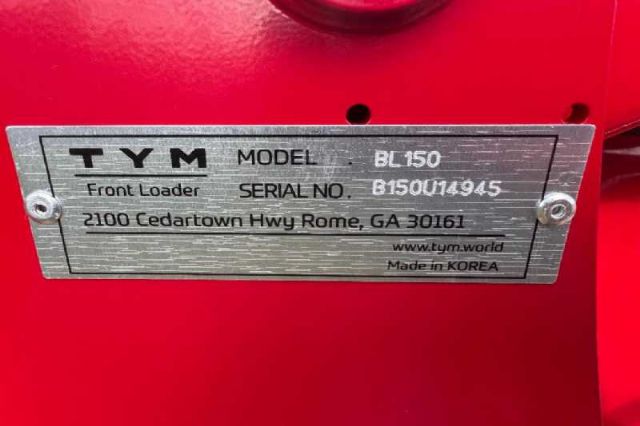 TYM MODEL . BL150
Front Loader SERIAL NO. B150U14945
2100 Cedartown Hwy Rome, GA 30161
www.tym.world
Made in KOREA